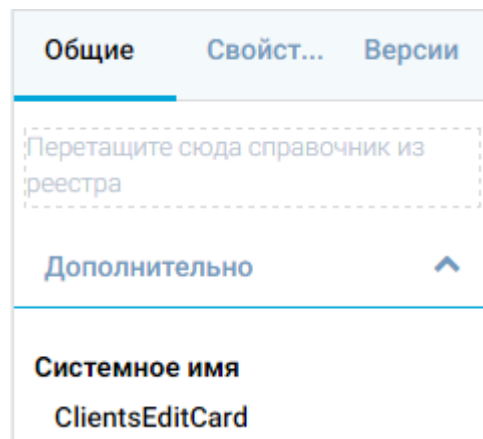 Общие Свойст... Версии
Перетащите сюда справочник из
реестра
Дополнительно
Системное имя
ClientsEditCard